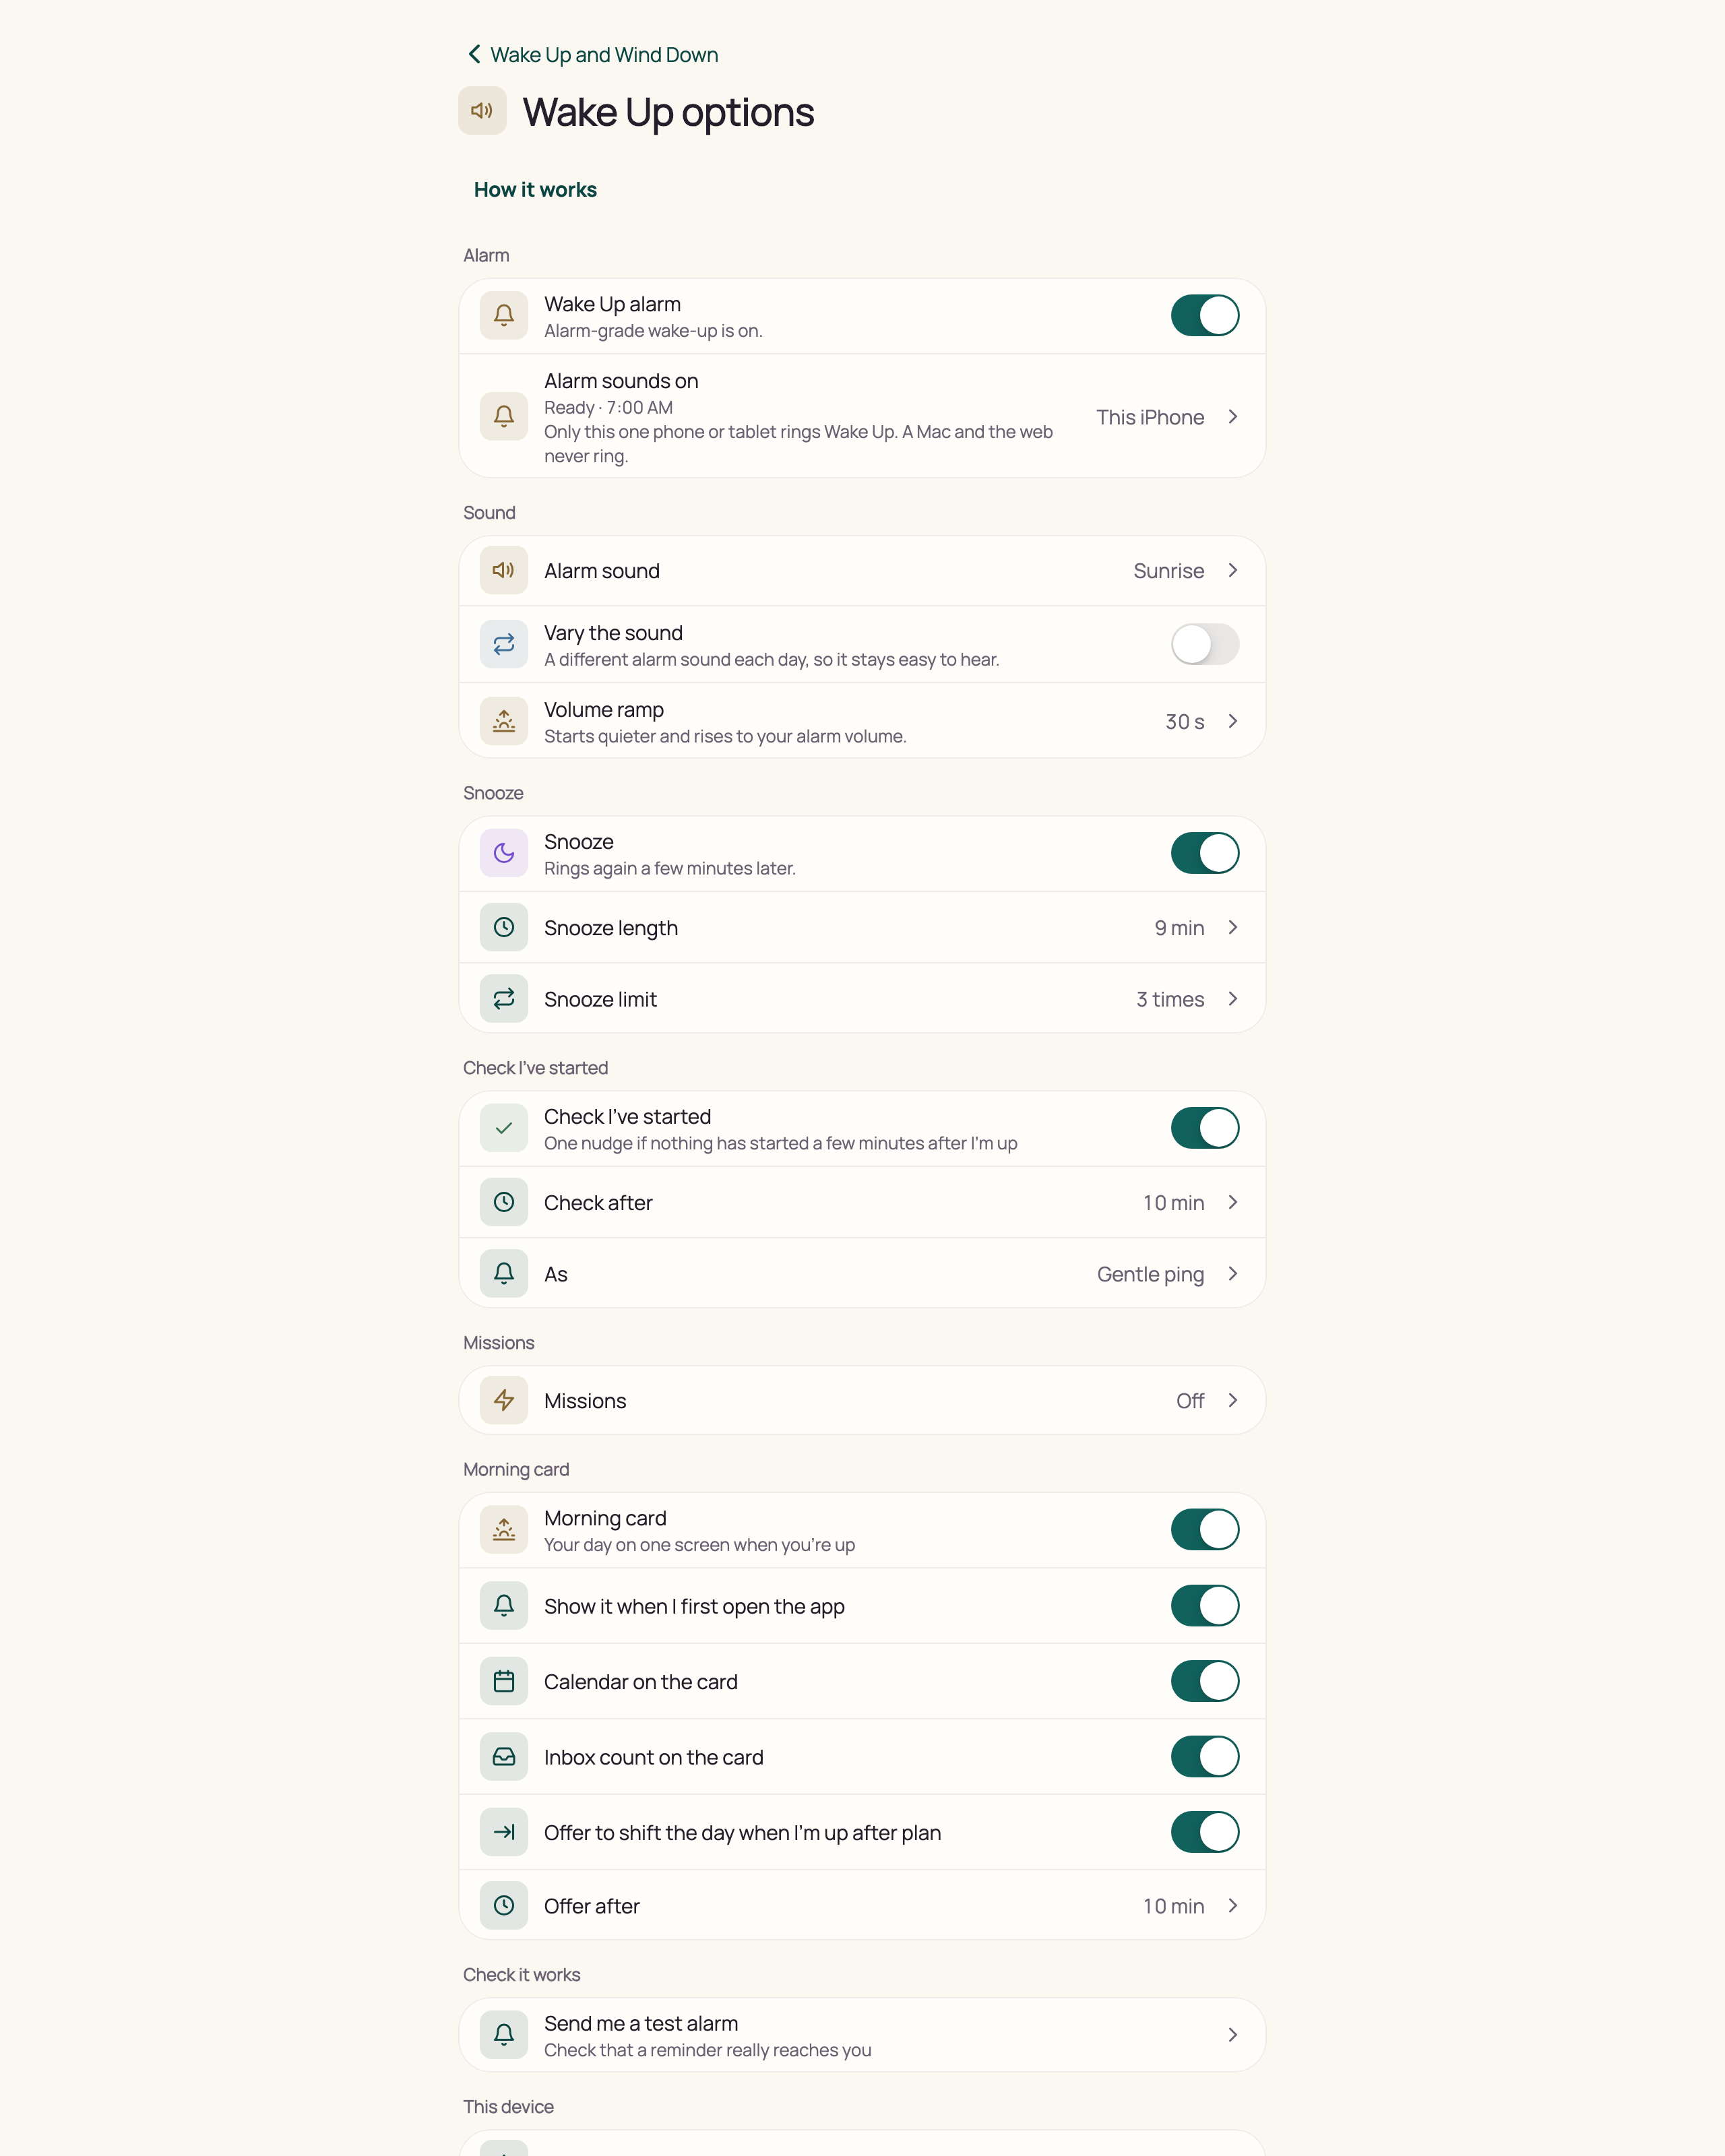 Wake Up and Wind Down
Wake Up options
How it works
Alarm
Wake Up alarm
Alarm-grade wake-up is on.
Alarm sounds on
Ready · 7:00 AM
Only this one phone or tablet rings Wake Up. A Mac and the web
never ring.
This iPhone
Sound
Alarm sound
Sunrise
Vary the sound
A different alarm sound each day, so it stays easy to hear.
Volume ramp
Starts quieter and rises to your alarm volume.
30 s
Snooze
Snooze
Rings again a few minutes later.
Snooze length
9 min
Snooze limit
3 times
Check I’ve started
Check I’ve started
One nudge if nothing has started a few minutes after I’m up
Check after
10 min
As
Gentle ping
Missions
Missions
Off
Morning card
Morning card
Your day on one screen when you’re up
Show it when I first open the app
Calendar on the card
Inbox count on the card
Offer to shift the day when I’m up after plan
Offer after
10 min
Check it works
Send me a test alarm
Check that a reminder really reaches you
This device